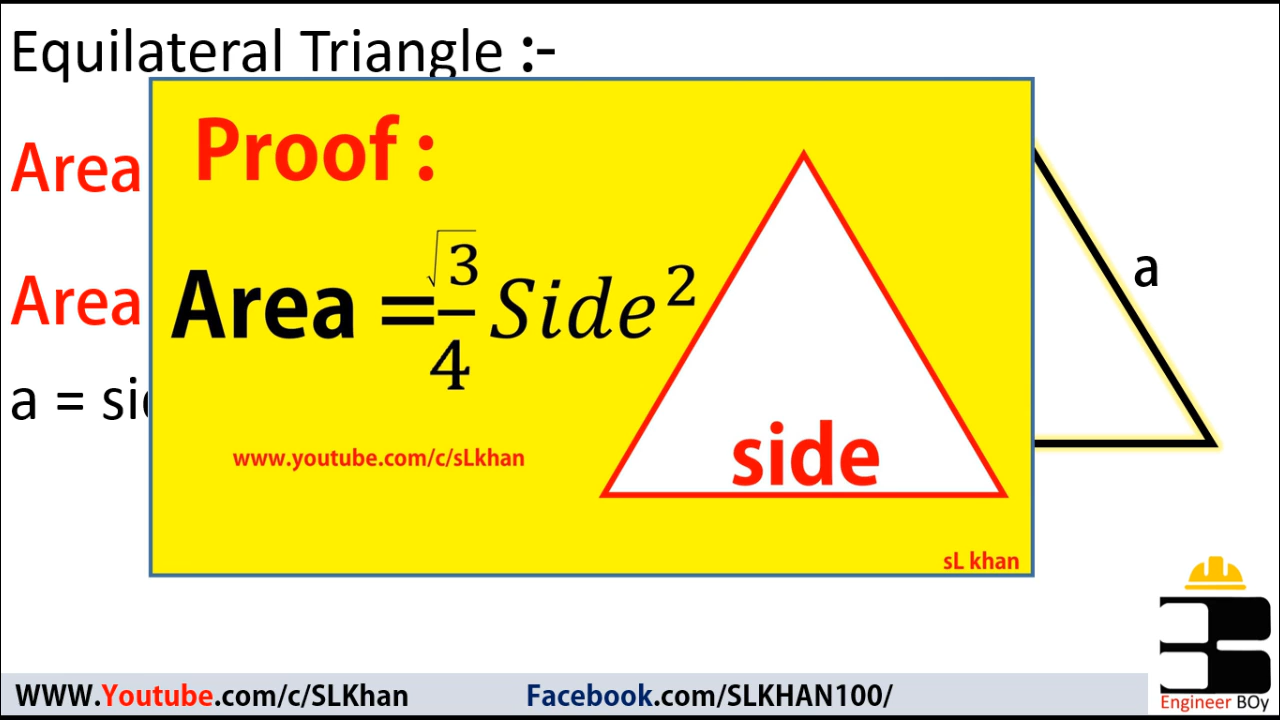 Equilateral Triangle :-
Area
Area
a = sid
a
Proof :
Area = √3/4 Side²
www.youtube.com/c/sLkhan
side
sL khan
WWW.Youtube.com/c/SLKhan
Facebook.com/SLKHAN100/
Engineer BOy